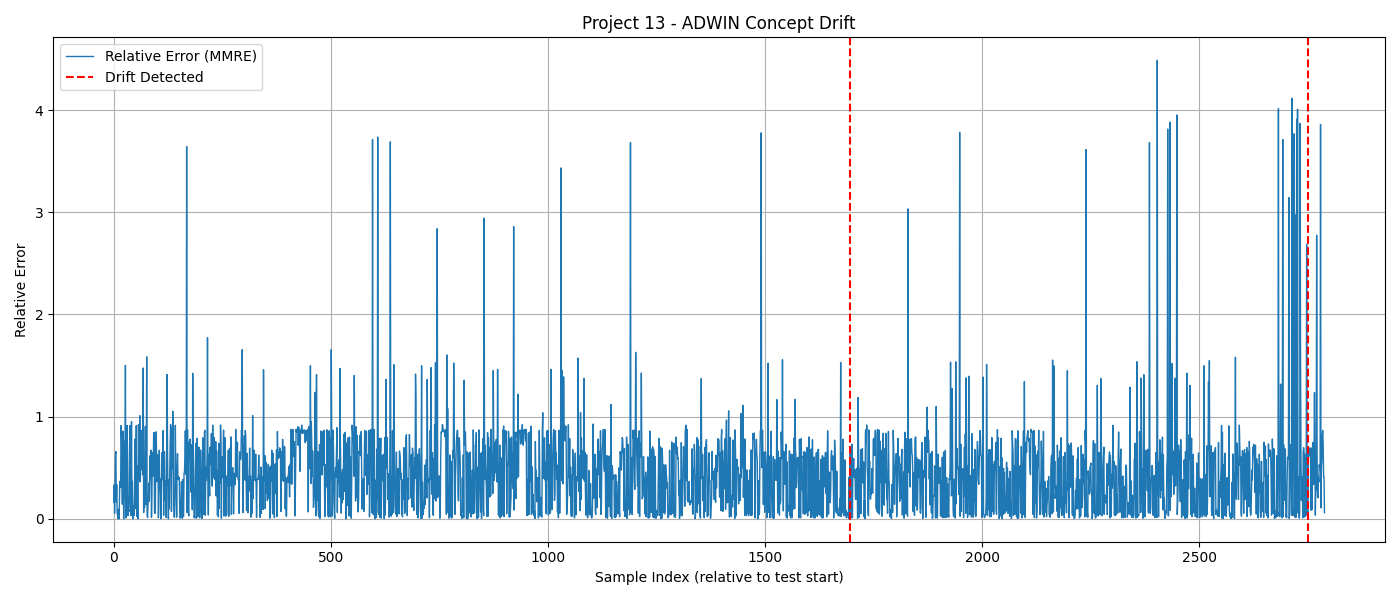 Project 13 - ADWIN Concept Drift
Relative Error (MMRE)
Drift Detected
Relative Error
4
3
2
1
0
0 500 1000 1500 2000 2500
Sample Index (relative to test start)